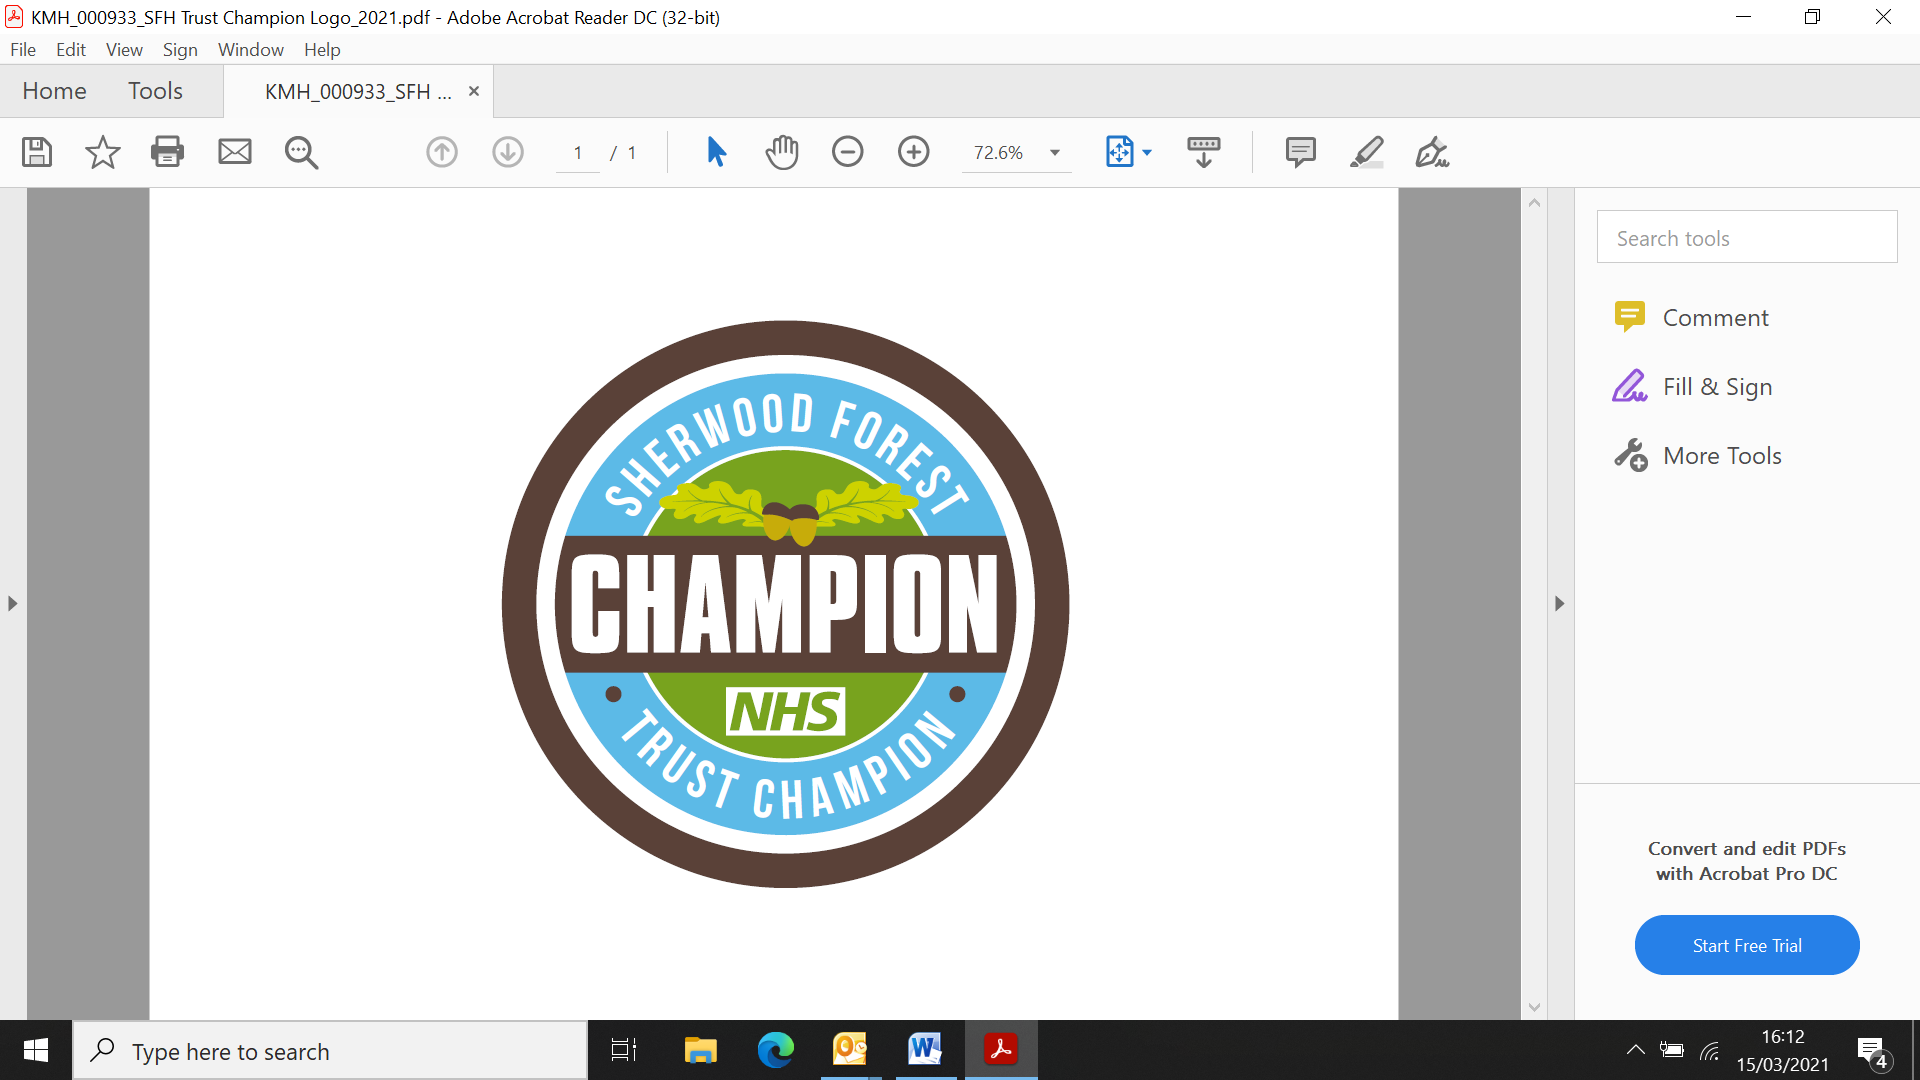 KMH_000933_SFH Trust Champion Logo_2021.pdf - Adobe Acrobat Reader DC (32-bit)
File Edit View Sign Window Help
Home Tools KMH_000933_SFH ... ×
1 / 1 72.6%
Search tools
Comment
Fill & Sign
More Tools
SHERWOOD FOREST
CHAMPION
NHS
TRUST CHAMPION
Convert and edit PDFs
with Acrobat Pro DC
Start Free Trial
Type here to search
16:12
15/03/2021
4